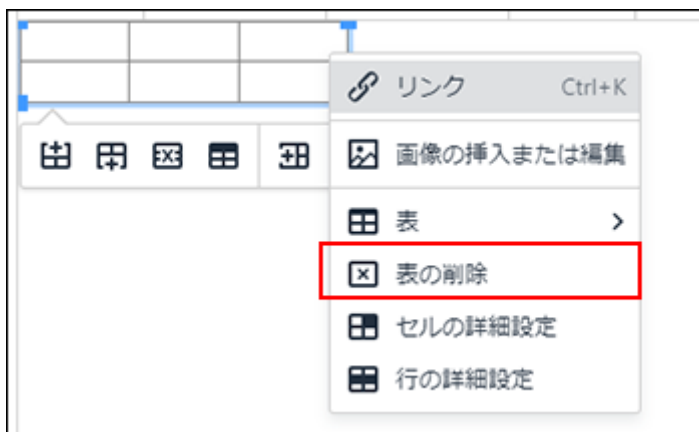 リンク Ctrl+K
画像の挿入または編集
表
表の削除
セルの詳細設定
行の詳細設定